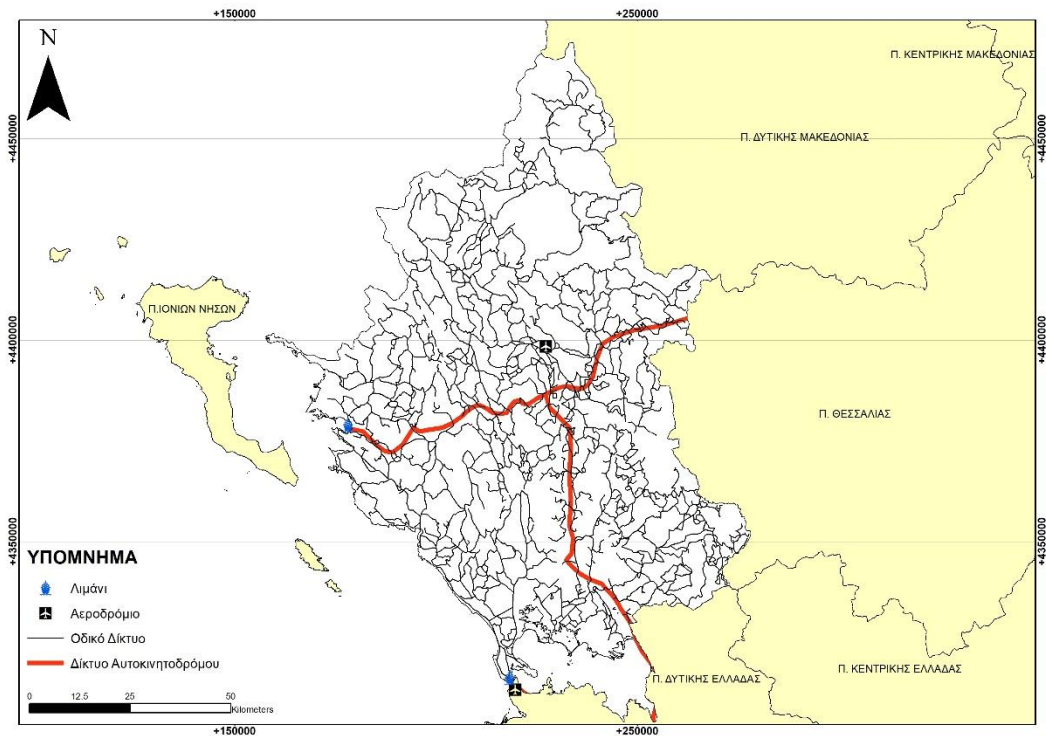 +150000
+250000
N
Π. ΚΕΝΤΡΙΚΗΣ ΜΑΚΕΔΟΝΙΑΣ
+4450000
Π. ΔΥΤΙΚΗΣ ΜΑΚΕΔΟΝΙΑΣ
+4450000
Π.ΙΟΝΙΩΝ ΝΗΣΩΝ
+4400000
+4400000
Π. ΘΕΣΣΑΛΙΑΣ
+4350000
+4350000
ΥΠΟΜΝΗΜΑ
Λιμάνι
Αεροδρόμιο
Οδικό Δίκτυο
Δίκτυο Αυτοκινητοδρόμου
Π. ΔΥΤΙΚΗΣ ΕΛΛΑΔΑΣ
Π. ΚΕΝΤΡΙΚΗΣ ΕΛΛΑΔΑΣ
0 12.5 25 50
Kilometers
+150000
+250000